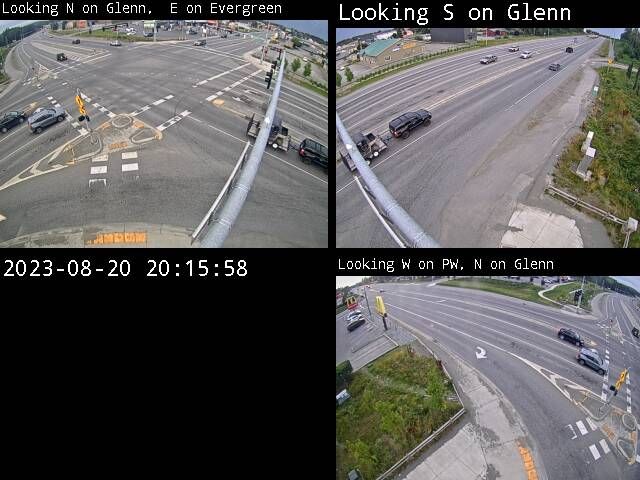 Looking N on Glenn, E on Evergreen
Looking S on Glenn
2023-08-20 20:15:58
Looking W on PW, N on Glenn